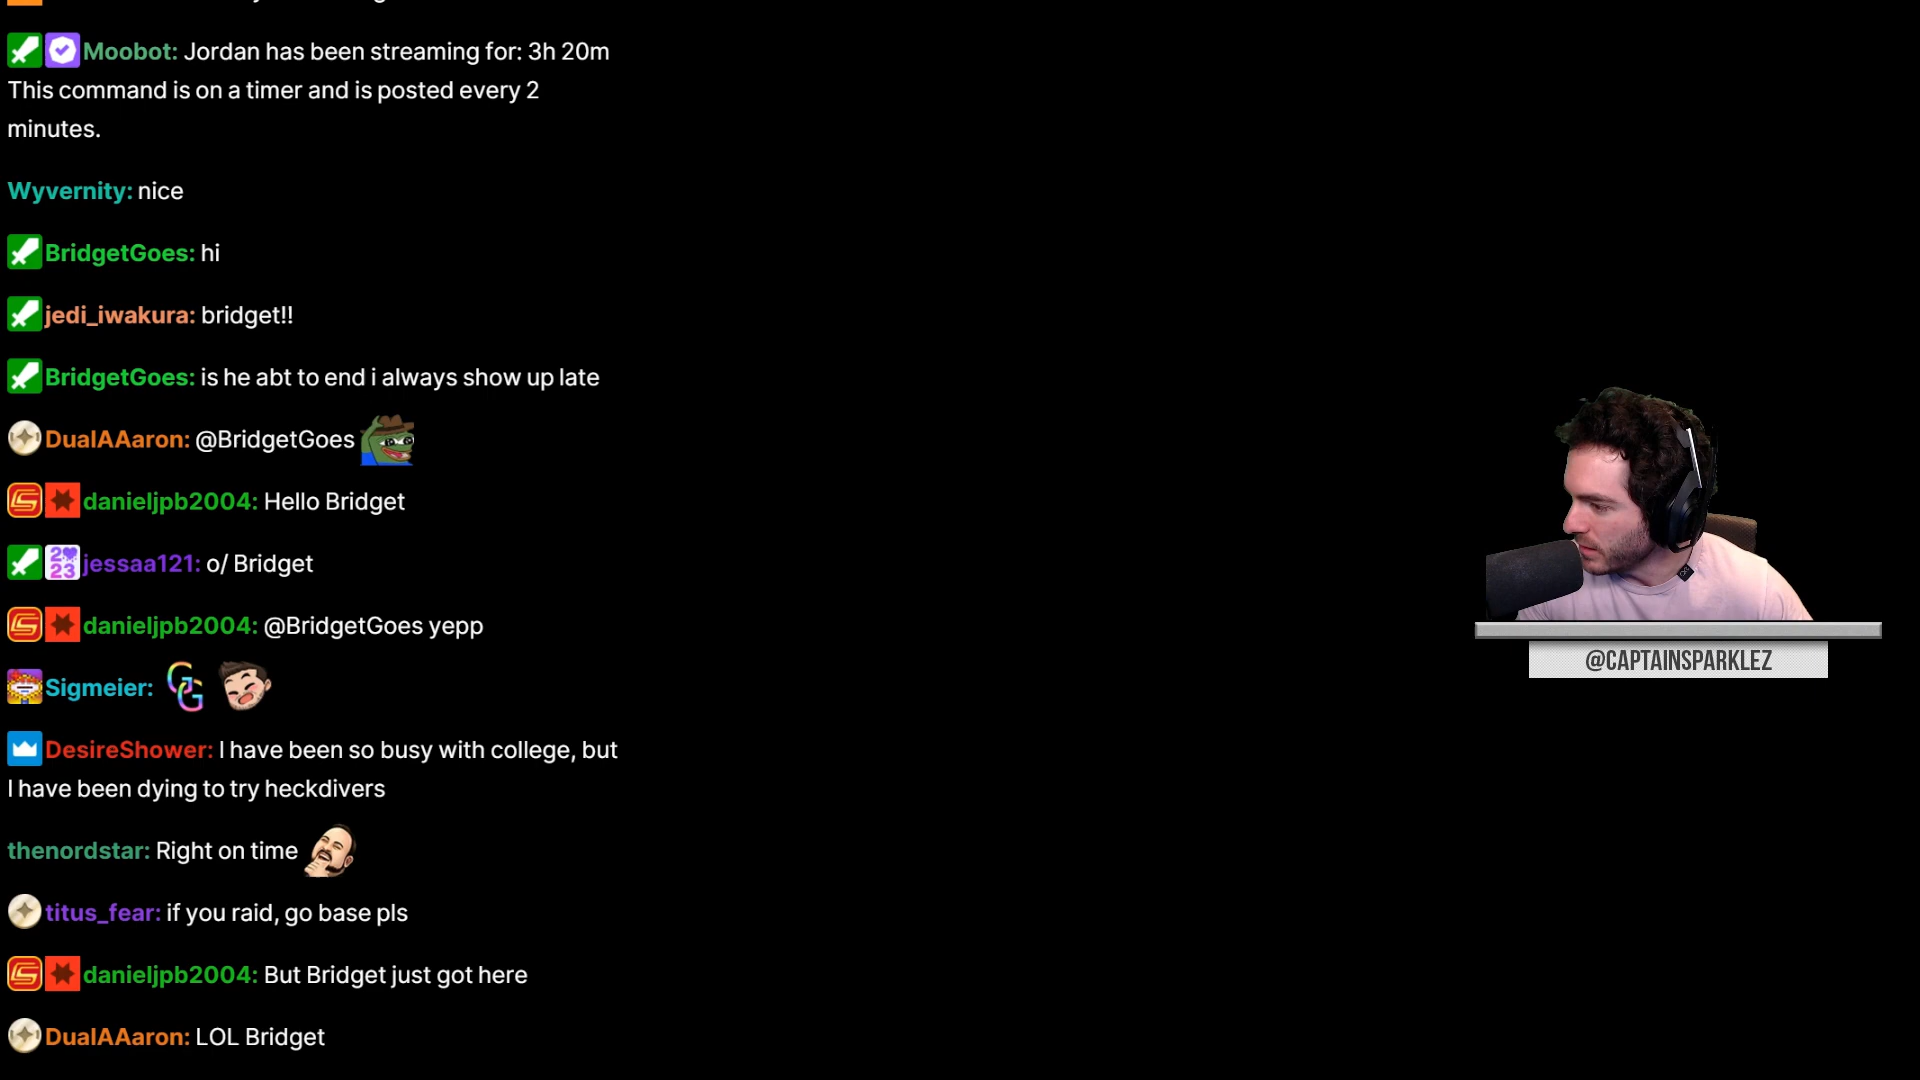 Moobot: Jordan has been streaming for: 3h 20m
This command is on a timer and is posted every 2
minutes.
Wyvernity: nice
BridgetGoes: hi
jedi_iwakura: bridget!!
BridgetGoes: is he abt to end i always show up late
DualAAaron: @BridgetGoes
danieljpb2004: Hello Bridget
2 23 jessaa121: o/ Bridget
danieljpb2004: @BridgetGoes yepp
Sigmeier: GG
DesireShower: I have been so busy with college, but
I have been dying to try heckdivers
thenordstar: Right on time
titus_fear: if you raid, go base pls
danieljpb2004: But Bridget just got here
DualAAaron: LOL Bridget
@CAPTAINSPARKLEZ